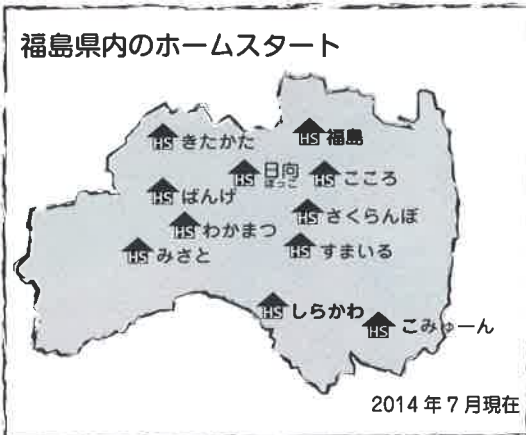 福島県内のホームスタート
HS きたかた
HS 福島
HS 日向
ぼっこ
HS こころ
HS ばんげ
HS さくらんぼ
HS わかまつ
HS みさと
HS すまいる
HS しらかわ
HS こみゅーん
2014年7月現在